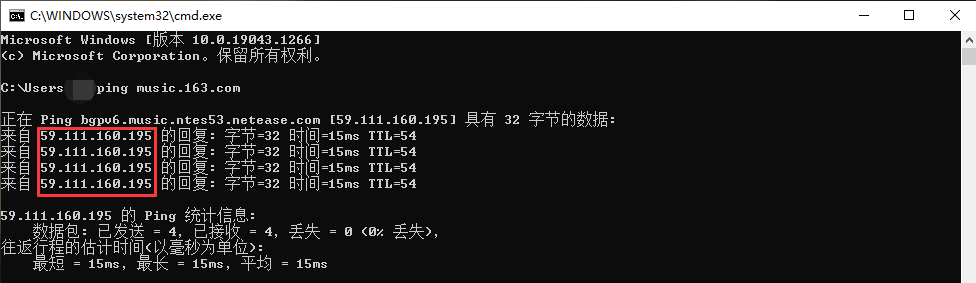 C:\WINDOWS\system32\cmd.exe
Microsoft Windows [版本 10.0.19043.1266]
(c) Microsoft Corporation。保留所有权利。
C:\Users ping music.163.com
正在 Ping bgpv6.music.ntes53.netease.com [59.111.160.195] 具有 32 字节的数据:
来自 59.111.160.195 的回复: 字节=32 时间=15ms TTL=54
来自 59.111.160.195 的回复: 字节=32 时间=15ms TTL=54
来自 59.111.160.195 的回复: 字节=32 时间=15ms TTL=54
来自 59.111.160.195 的回复: 字节=32 时间=15ms TTL=54
59.111.160.195 的 Ping 统计信息:
数据包: 已发送 = 4, 已接收 = 4, 丢失 = 0 (0% 丢失),
往返行程的估计时间(以毫秒为单位):
最短 = 15ms, 最长 = 15ms, 平均 = 15ms